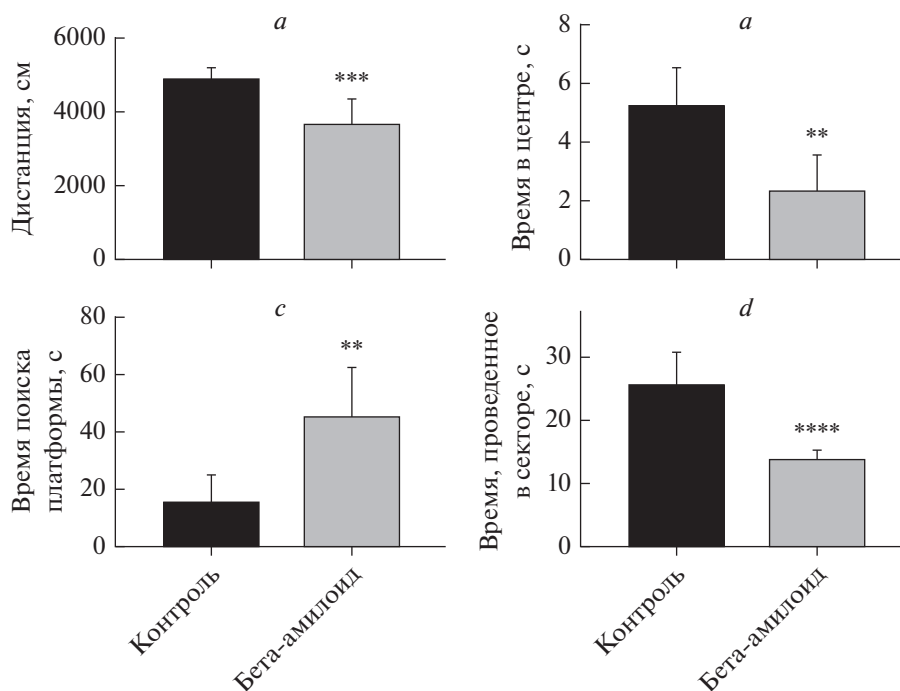 a
Дистанция, см
6000
4000
2000
0
***
a
Время в центре, с
8
6
4
2
0
**
c
Время поиска
платформы, с
80
60
40
20
0
**
Контроль
Бета-амилоид
d
Время, проведенное
в секторе, с
30
20
10
0
****
Контроль
Бета-амилоид